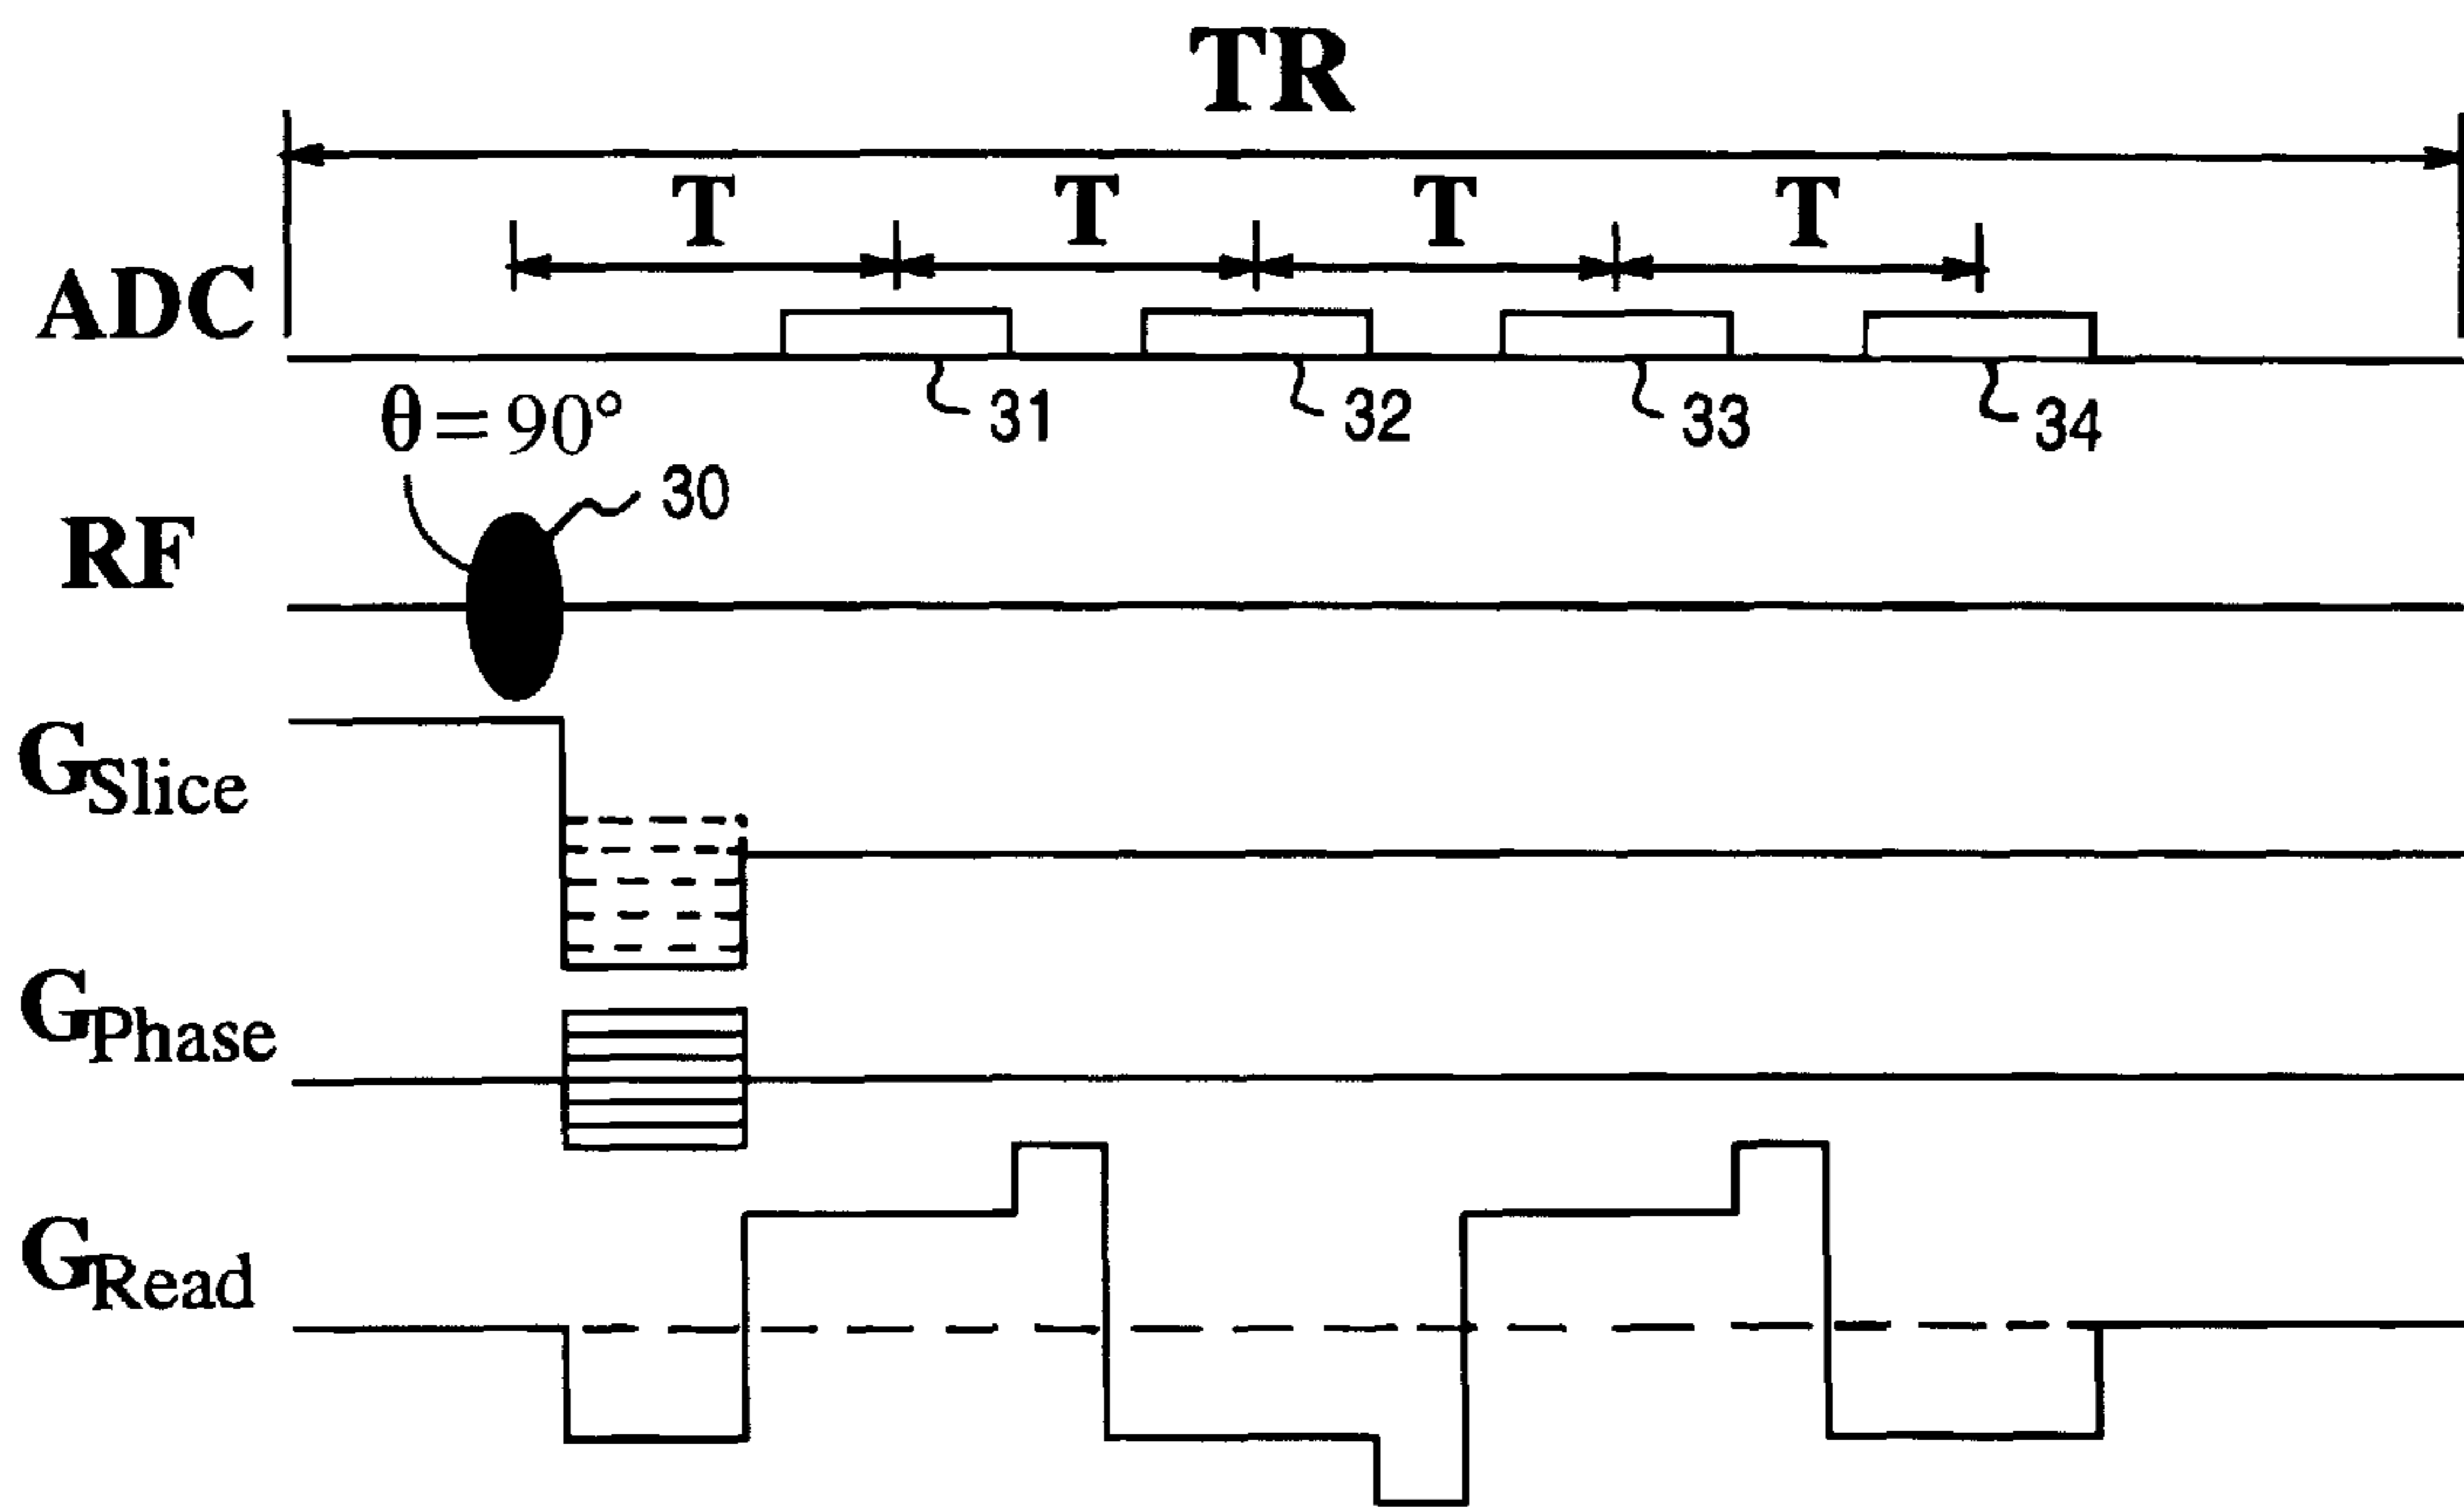 TR
T T T T
ADC
31 32 33 34
θ = 90°
30
RF
GSlice
GPhase
GRead